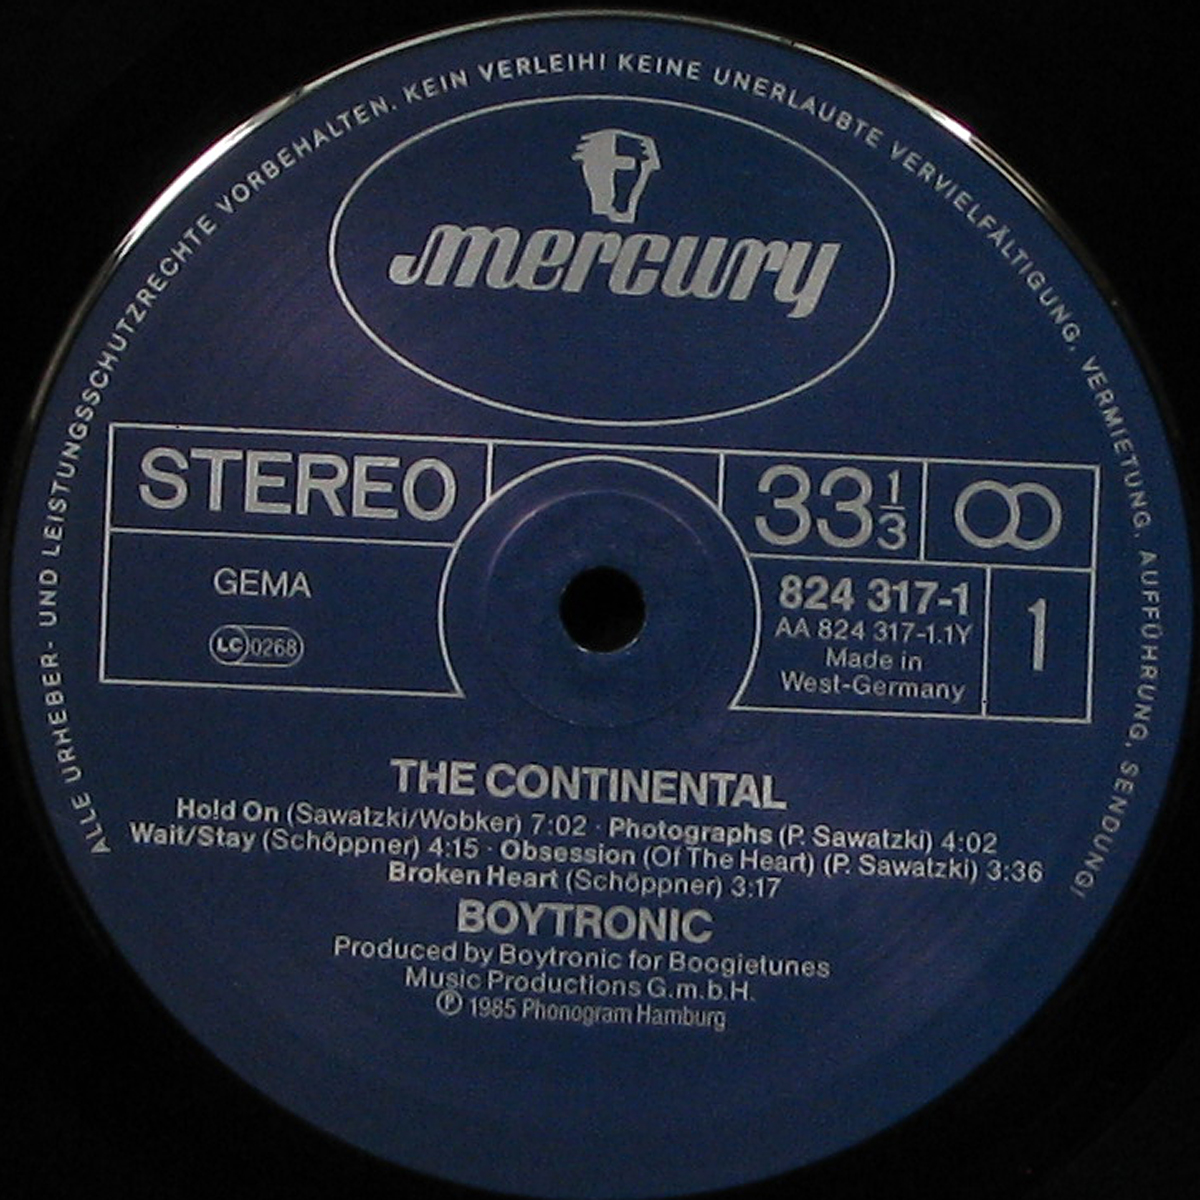 ALLE URHEBER- UND LEISTUNGSSCHUTZRECHTE VORBEHALTEN. KEIN VERLEIH! KEINE UNERLAUBTE VERVIELFÄLTIGUNG, VERMIETUNG, AUFFÜHRUNG, SENDUNG!
mercury
STEREO
33 1/3
GEMA
LC 0268
824 317-1
AA 824 317-1.1Y
Made in
West-Germany
1
THE CONTINENTAL
Hold On (Sawatzki/Wobker) 7:02 · Photographs (P. Sawatzki) 4:02
Wait/Stay (Schöppner) 4:15 · Obsession (Of The Heart) (P. Sawatzki) 3:36
Broken Heart (Schöppner) 3:17
BOYTRONIC
Produced by Boytronic for Boogietunes
Music Productions G.m.b.H.
℗ 1985 Phonogram Hamburg